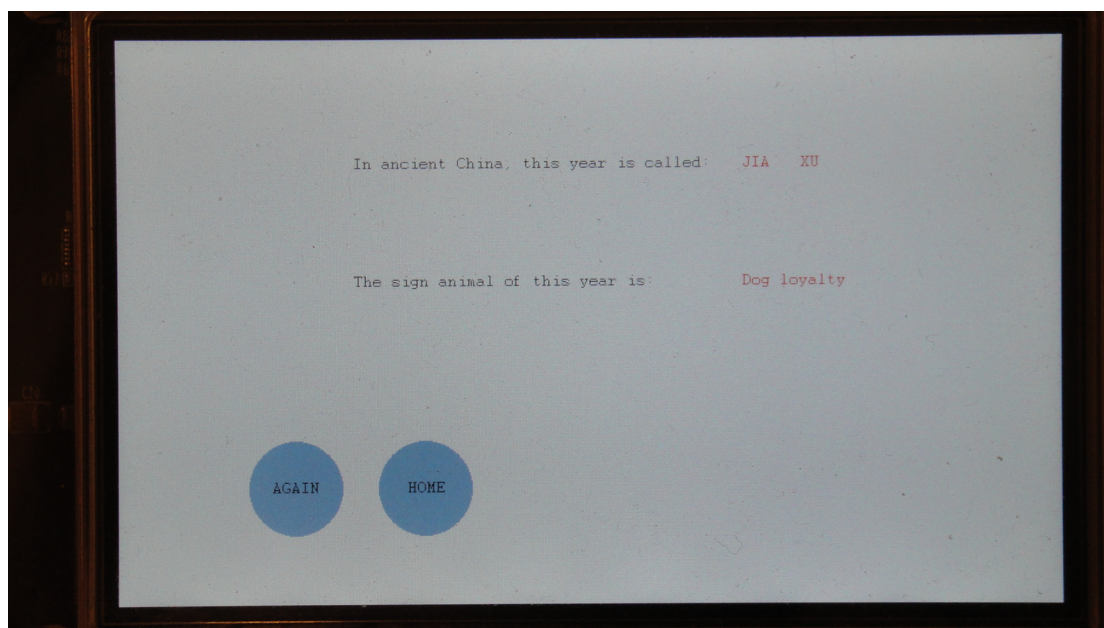 In ancient China, this year is called: JIA XU
The sign animal of this year is: Dog loyalty
AGAIN HOME